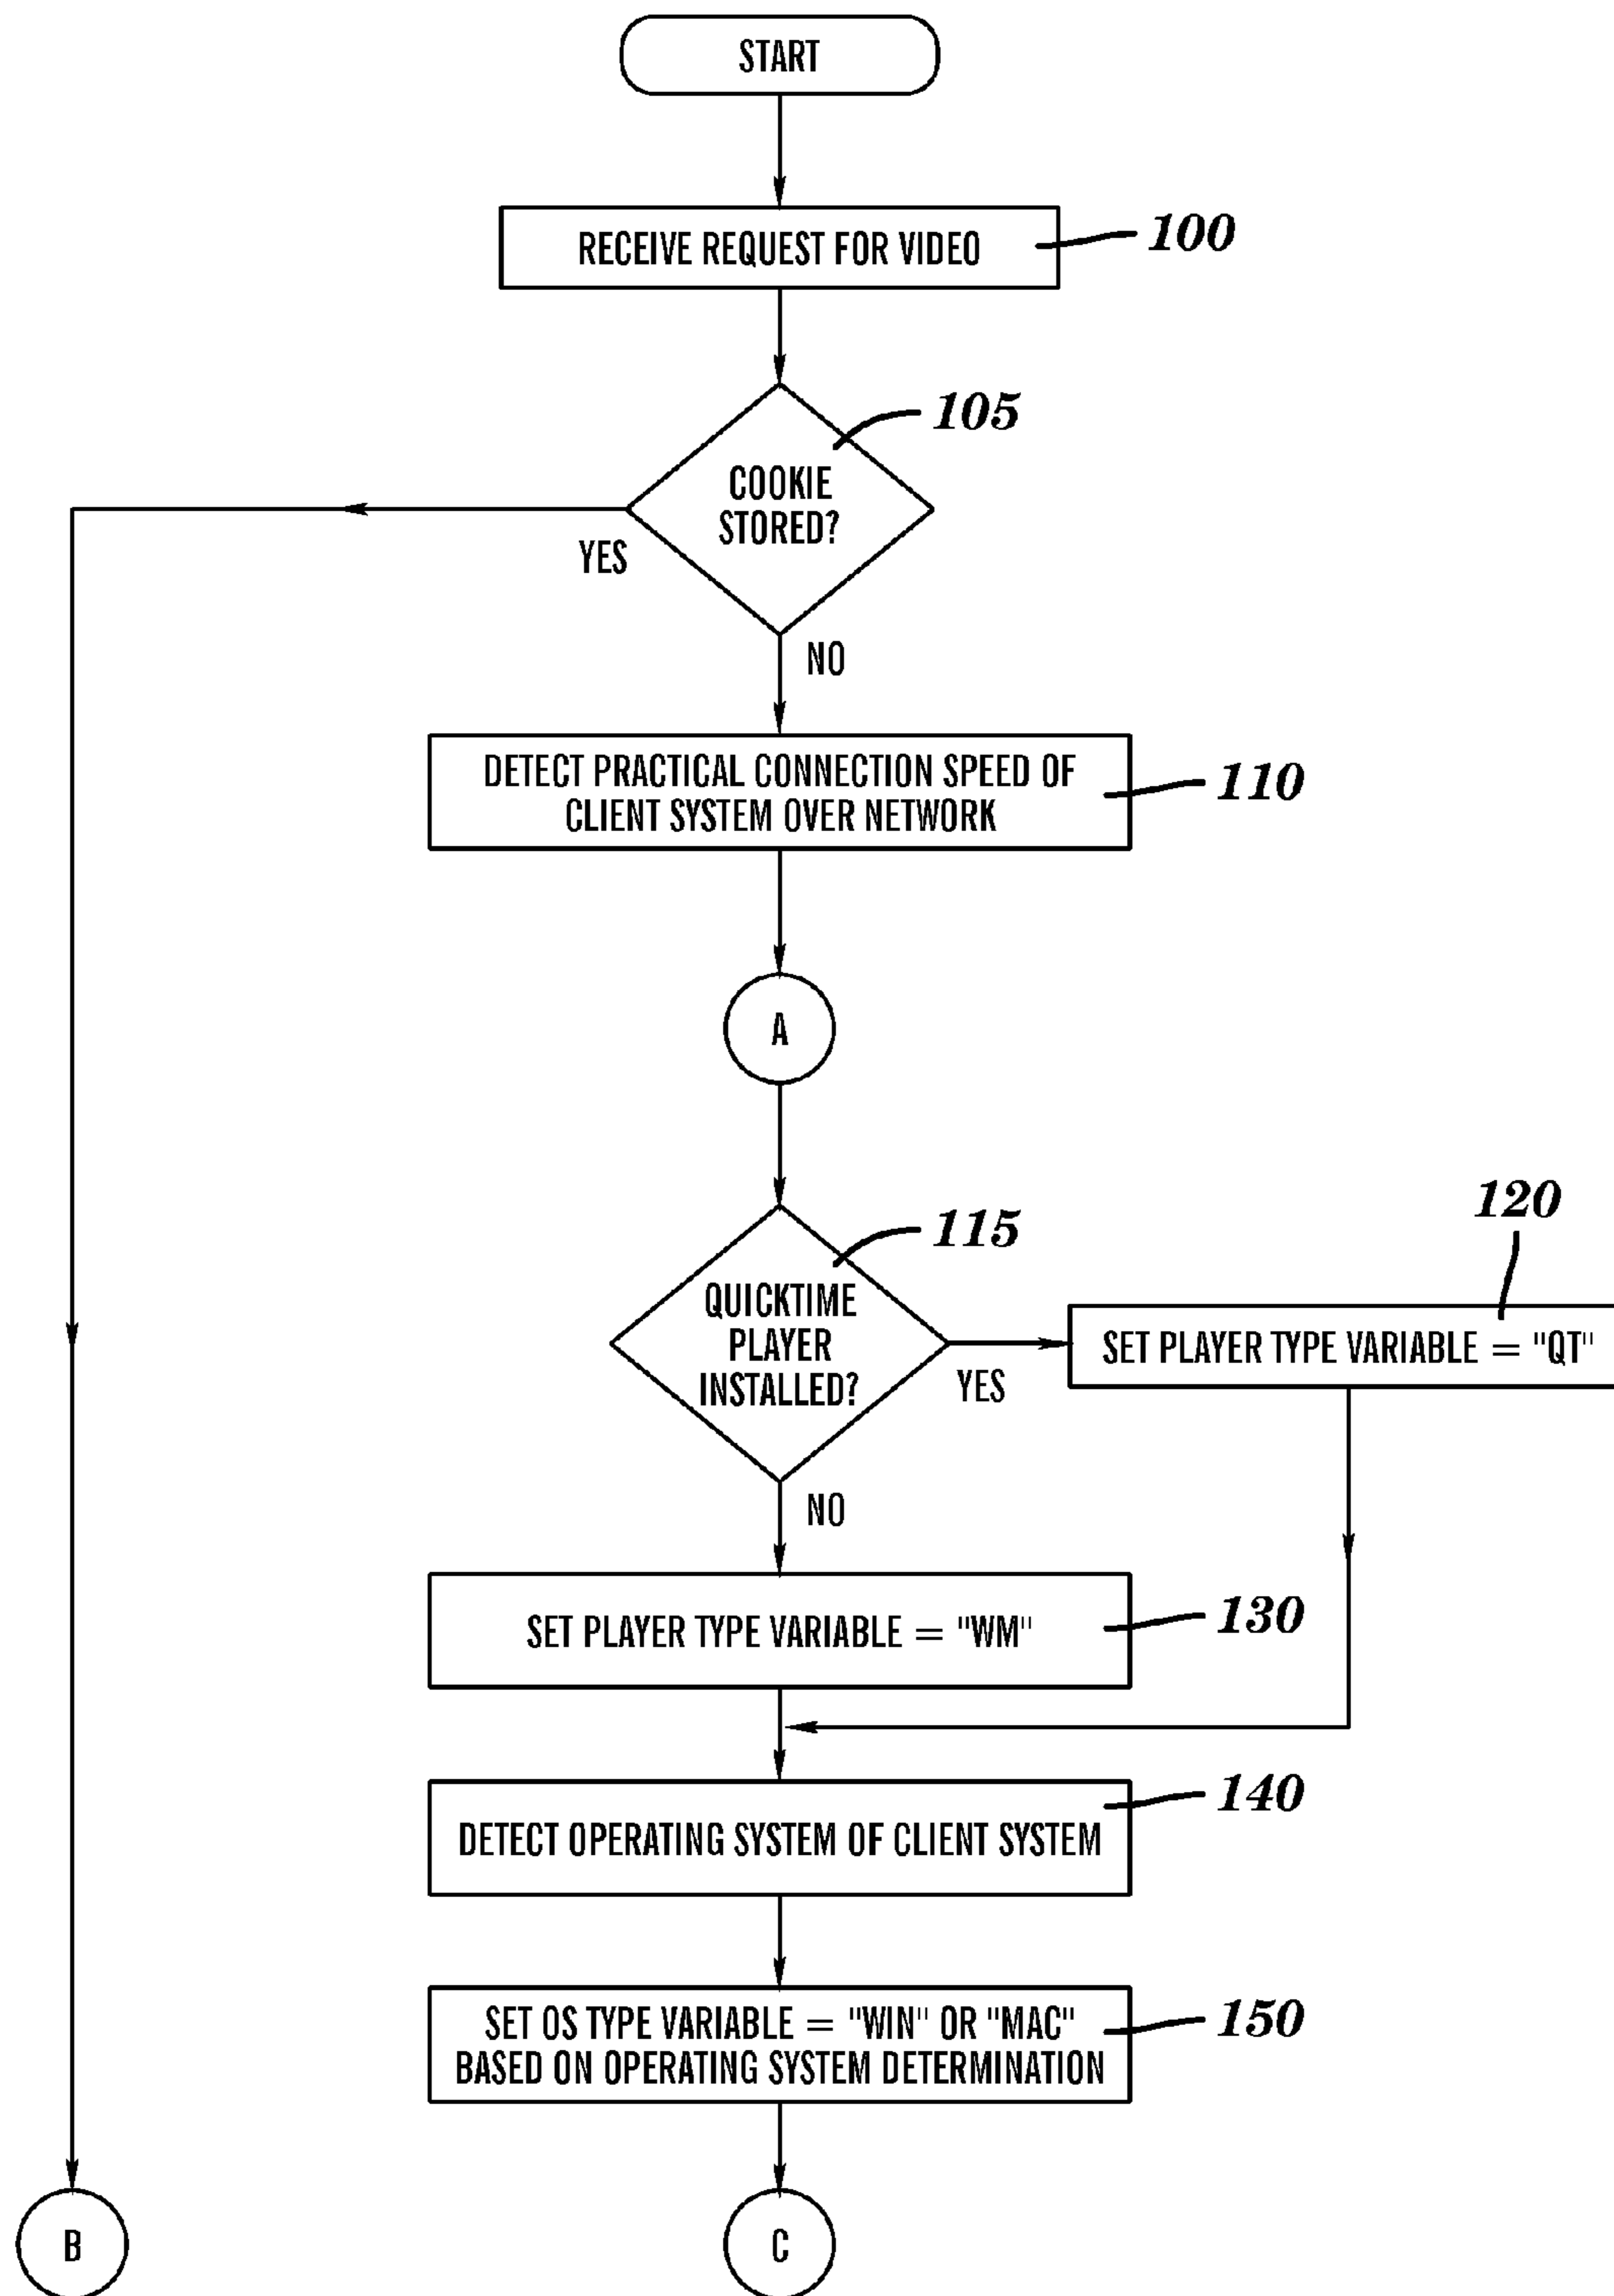 START
RECEIVE REQUEST FOR VIDEO
100
105
COOKIE
STORED?
YES
NO
DETECT PRACTICAL CONNECTION SPEED OF
CLIENT SYSTEM OVER NETWORK
110
A
115
QUICKTIME
PLAYER
INSTALLED?
YES
120
SET PLAYER TYPE VARIABLE = "QT"
NO
SET PLAYER TYPE VARIABLE = "WM"
130
DETECT OPERATING SYSTEM OF CLIENT SYSTEM
140
SET OS TYPE VARIABLE = "WIN" OR "MAC"
BASED ON OPERATING SYSTEM DETERMINATION
150
B
C